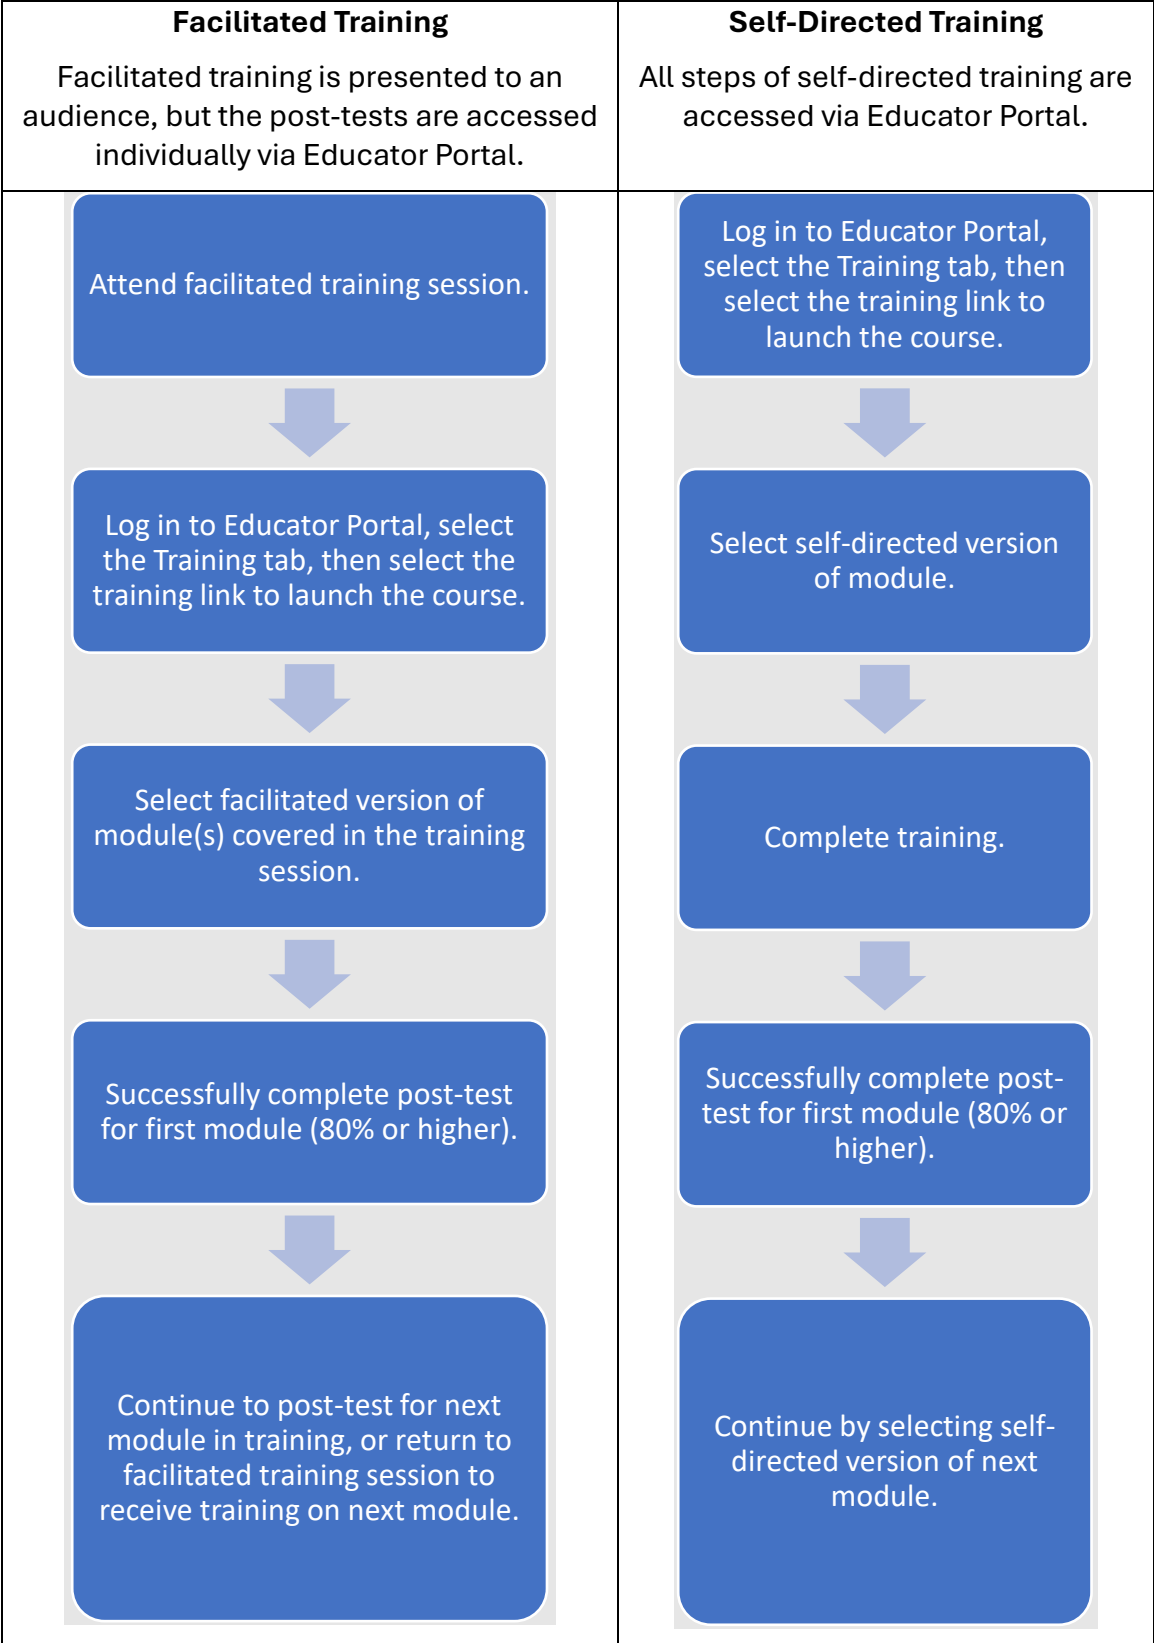 Facilitated Training
Facilitated training is presented to an
audience, but the post-tests are accessed
individually via Educator Portal.
Self-Directed Training
All steps of self-directed training are
accessed via Educator Portal.
Attend facilitated training session.
Log in to Educator Portal, select
the Training tab, then select the
training link to launch the course.
Select facilitated version of
module(s) covered in the training
session.
Successfully complete post-test
for first module (80% or higher).
Continue to post-test for next
module in training, or return to
facilitated training session to
receive training on next module.
Log in to Educator Portal,
select the Training tab, then
select the training link to
launch the course.
Select self-directed version
of module.
Complete training.
Successfully complete post-
test for first module (80% or
higher).
Continue by selecting self-
directed version of next
module.